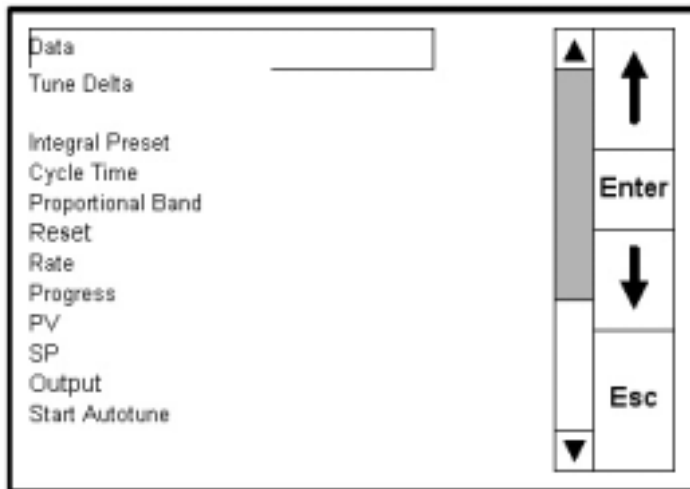 Data
Tune Delta
Integral Preset
Cycle Time
Proportional Band
Reset
Rate
Progress
PV
SP
Output
Start Autotune
Enter
Esc